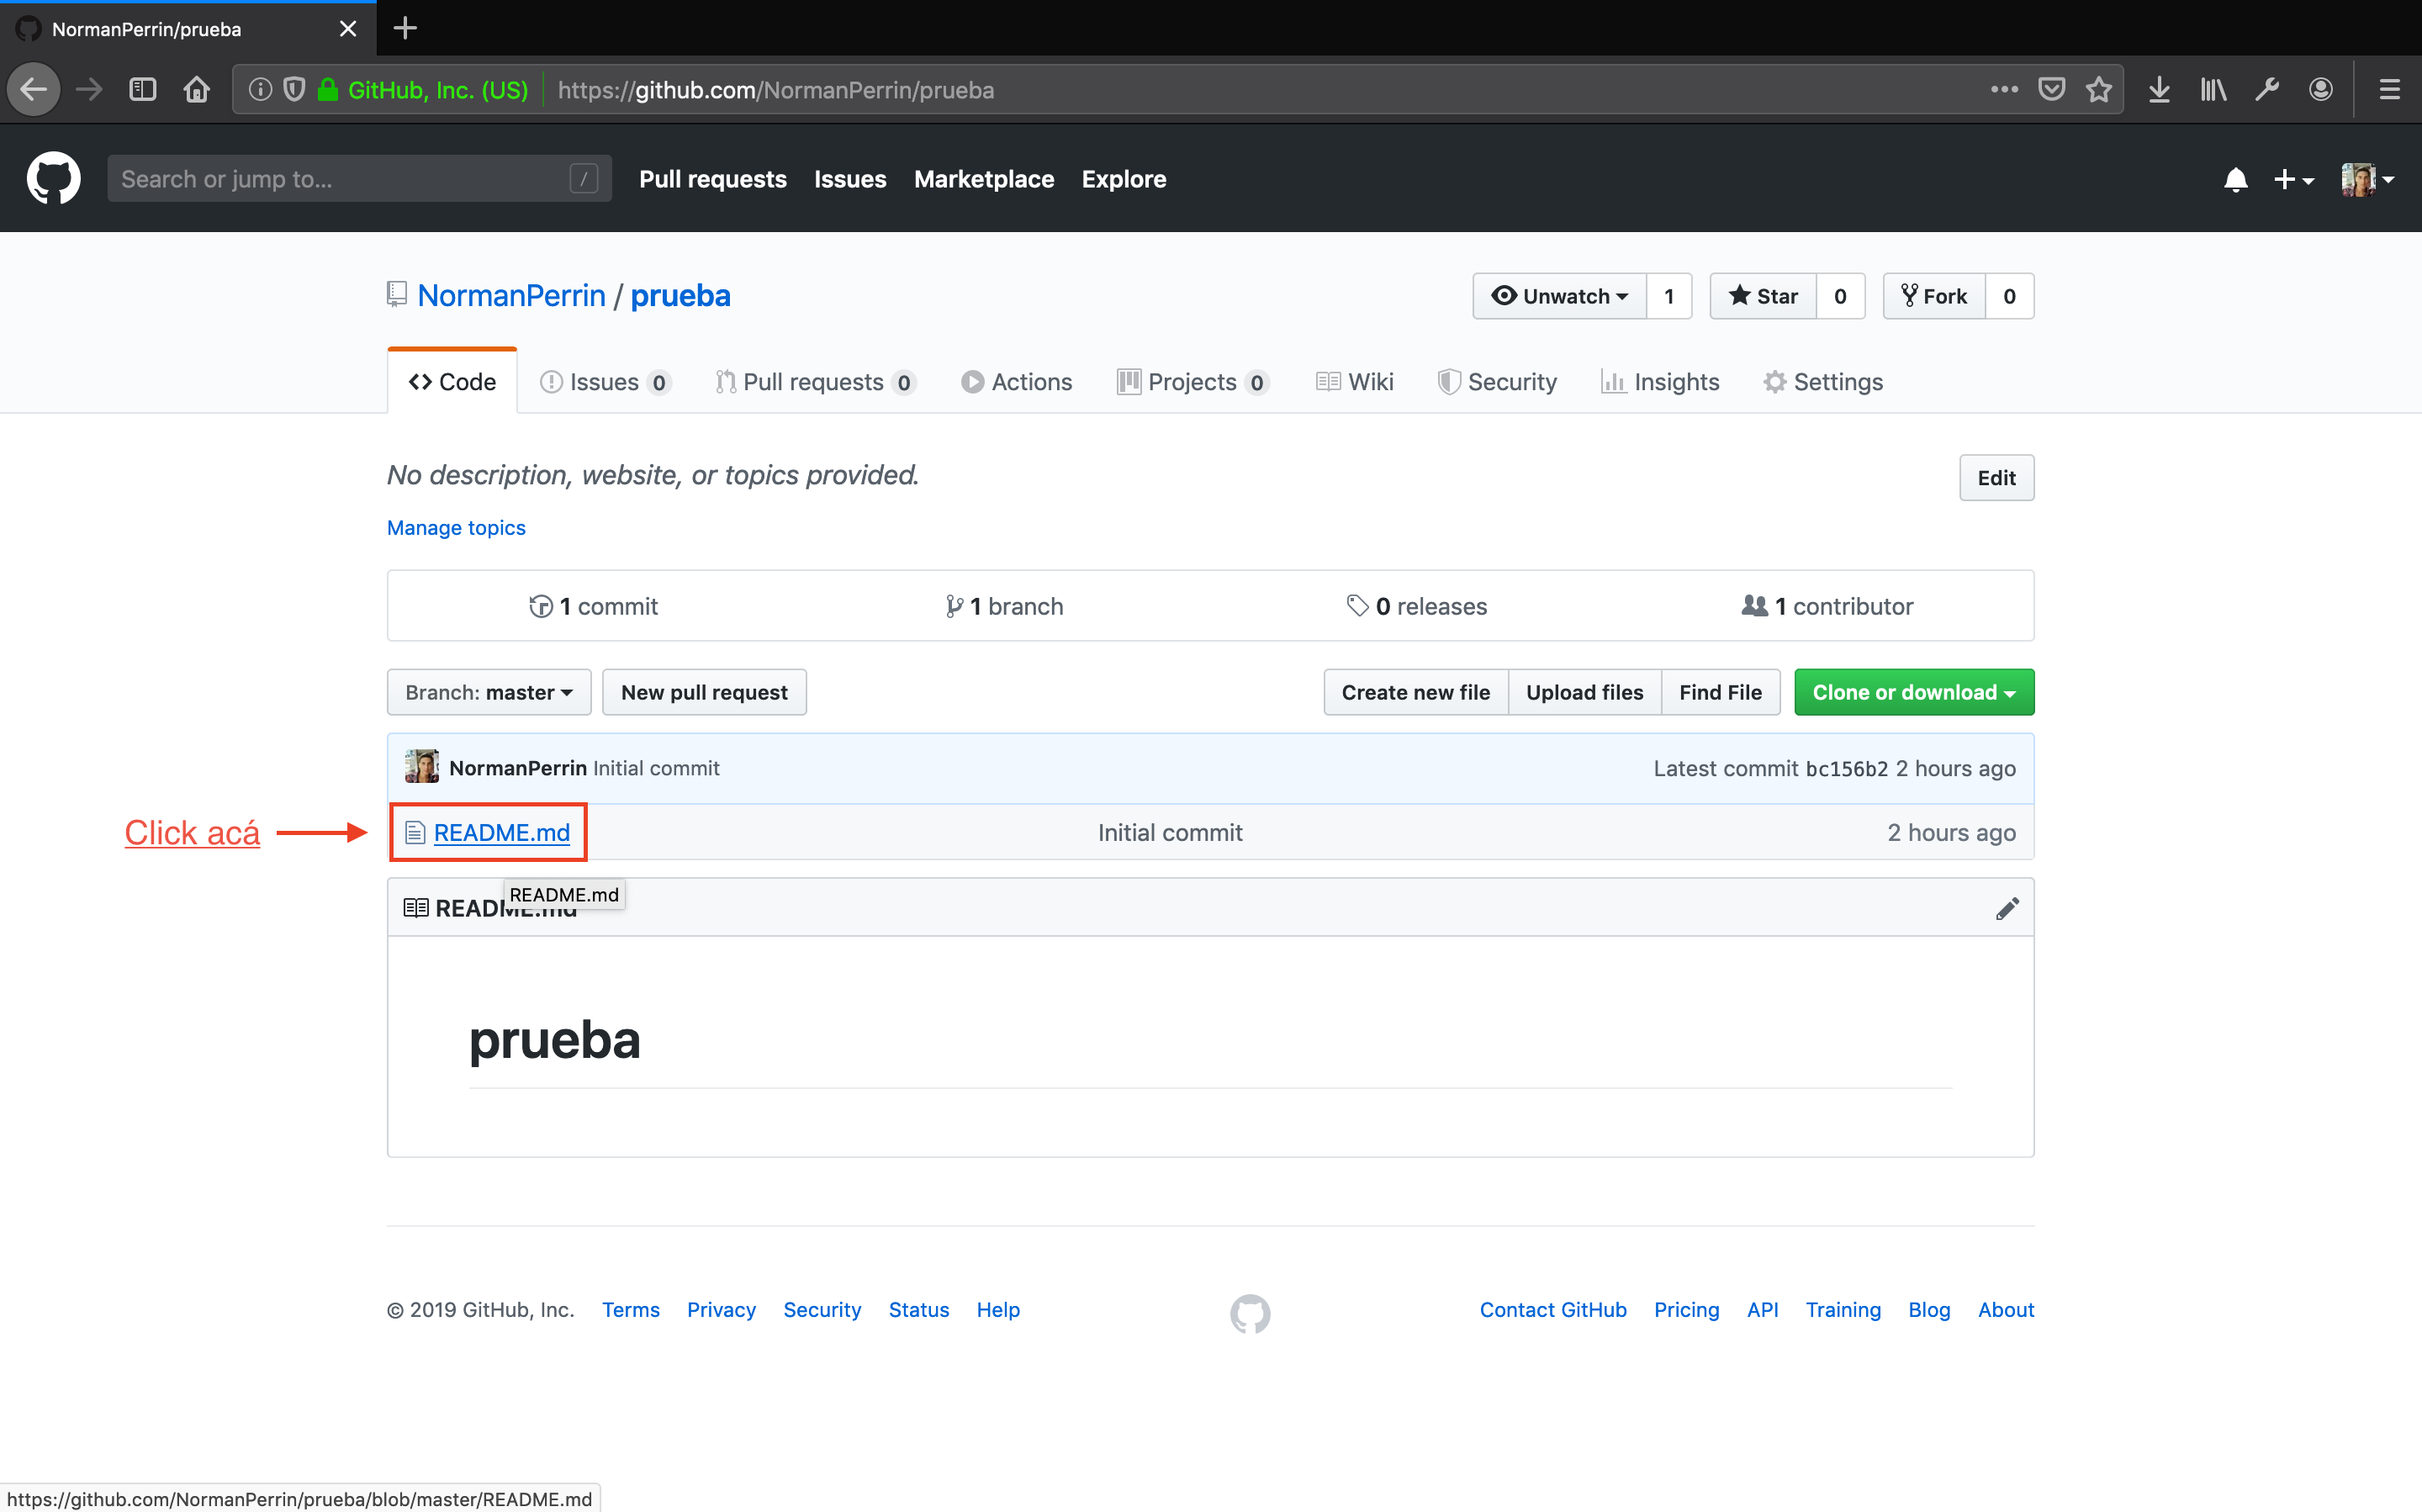 NormanPerrin/prueba
GitHub, Inc. (US) https://github.com/NormanPerrin/prueba
Search or jump to... / Pull requests Issues Marketplace Explore
NormanPerrin / prueba Unwatch 1 Star 0 Fork 0
Code Issues 0 Pull requests 0 Actions Projects 0 Wiki Security Insights Settings
No description, website, or topics provided. Edit
Manage topics
1 commit 1 branch 0 releases 1 contributor
Branch: master New pull request Create new file Upload files Find File Clone or download
NormanPerrin Initial commit Latest commit bc156b2 2 hours ago
Click acá README.md Initial commit 2 hours ago
README.md
README.md
prueba
© 2019 GitHub, Inc. Terms Privacy Security Status Help Contact GitHub Pricing API Training Blog About
https://github.com/NormanPerrin/prueba/blob/master/README.md